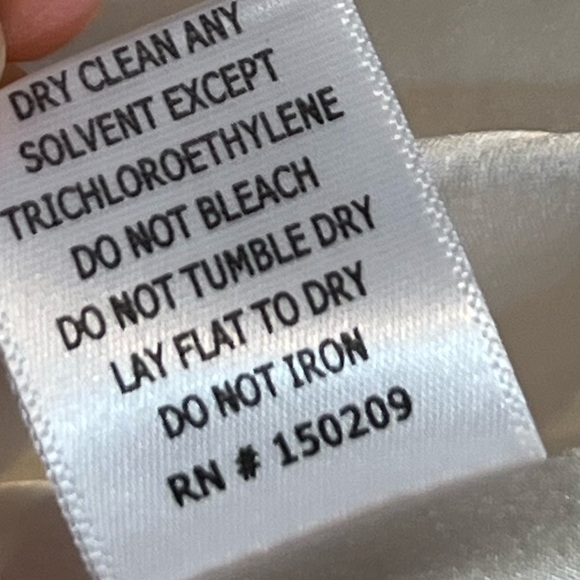 DRY CLEAN ANY
SOLVENT EXCEPT
TRICHLOROETHYLENE
DO NOT BLEACH
DO NOT TUMBLE DRY
LAY FLAT TO DRY
DO NOT IRON
RN # 150209